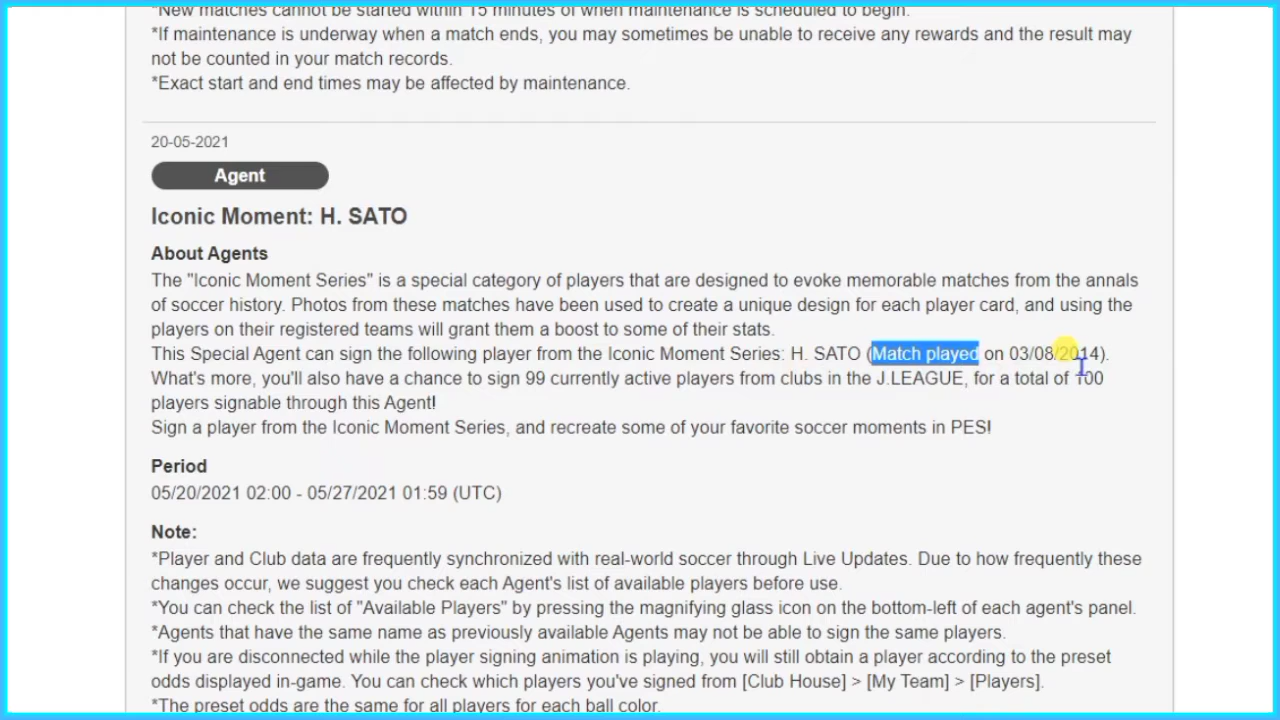 *New matches cannot be started within 15 minutes of when maintenance is scheduled to begin.
*If maintenance is underway when a match ends, you may sometimes be unable to receive any rewards and the result may
not be counted in your match records.
*Exact start and end times may be affected by maintenance.
20-05-2021
Agent
Iconic Moment: H. SATO
About Agents
The "Iconic Moment Series" is a special category of players that are designed to evoke memorable matches from the annals
of soccer history. Photos from these matches have been used to create a unique design for each player card, and using the
players on their registered teams will grant them a boost to some of their stats.
This Special Agent can sign the following player from the Iconic Moment Series: H. SATO (Match played on 03/08/2014).
What's more, you'll also have a chance to sign 99 currently active players from clubs in the J.LEAGUE, for a total of 100
players signable through this Agent!
Sign a player from the Iconic Moment Series, and recreate some of your favorite soccer moments in PES!
Period
05/20/2021 02:00 - 05/27/2021 01:59 (UTC)
Note:
*Player and Club data are frequently synchronized with real-world soccer through Live Updates. Due to how frequently these
changes occur, we suggest you check each Agent's list of available players before use.
*You can check the list of "Available Players" by pressing the magnifying glass icon on the bottom-left of each agent's panel.
*Agents that have the same name as previously available Agents may not be able to sign the same players.
*If you are disconnected while the player signing animation is playing, you will still obtain a player according to the preset
odds displayed in-game. You can check which players you've signed from [Club House] > [My Team] > [Players].
*The preset odds are the same for all players for each ball color.